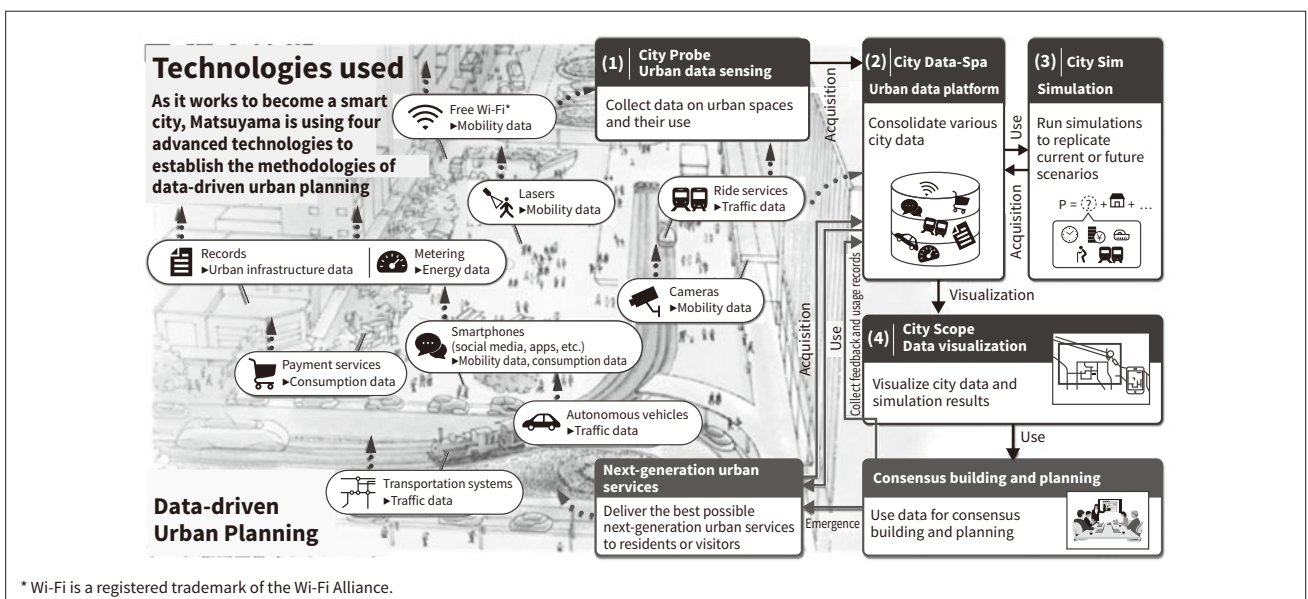 Technologies used
As it works to become a smart
city, Matsuyama is using four
advanced technologies to
establish the methodologies of
data-driven urban planning
Free Wi-Fi*
▶Mobility data
Lasers
▶Mobility data
Ride services
▶Traffic data
Records
▶Urban infrastructure data
Metering
▶Energy data
Cameras
▶Mobility data
Smartphones
(social media, apps, etc.)
▶Mobility data, consumption data
Payment services
▶Consumption data
Autonomous vehicles
▶Traffic data
Transportation systems
▶Traffic data
Data-driven
Urban Planning
(1) City Probe
Urban data sensing
Collect data on urban spaces
and their use
Acquisition
(2) City Data-Spa
Urban data platform
Consolidate various
city data
Use
Acquisition
(3) City Sim
Simulation
Run simulations
to replicate
current or future
scenarios
P = ? + + ...
¥
Visualization
(4) City Scope
Data visualization
Visualize city data and
simulation results
Use
Acquisition
Use
Collect feedback and usage records
Consensus building and planning
Use data for consensus
building and planning
Emergence
Next-generation urban
services
Deliver the best possible
next-generation urban services
to residents or visitors
* Wi-Fi is a registered trademark of the Wi-Fi Alliance.